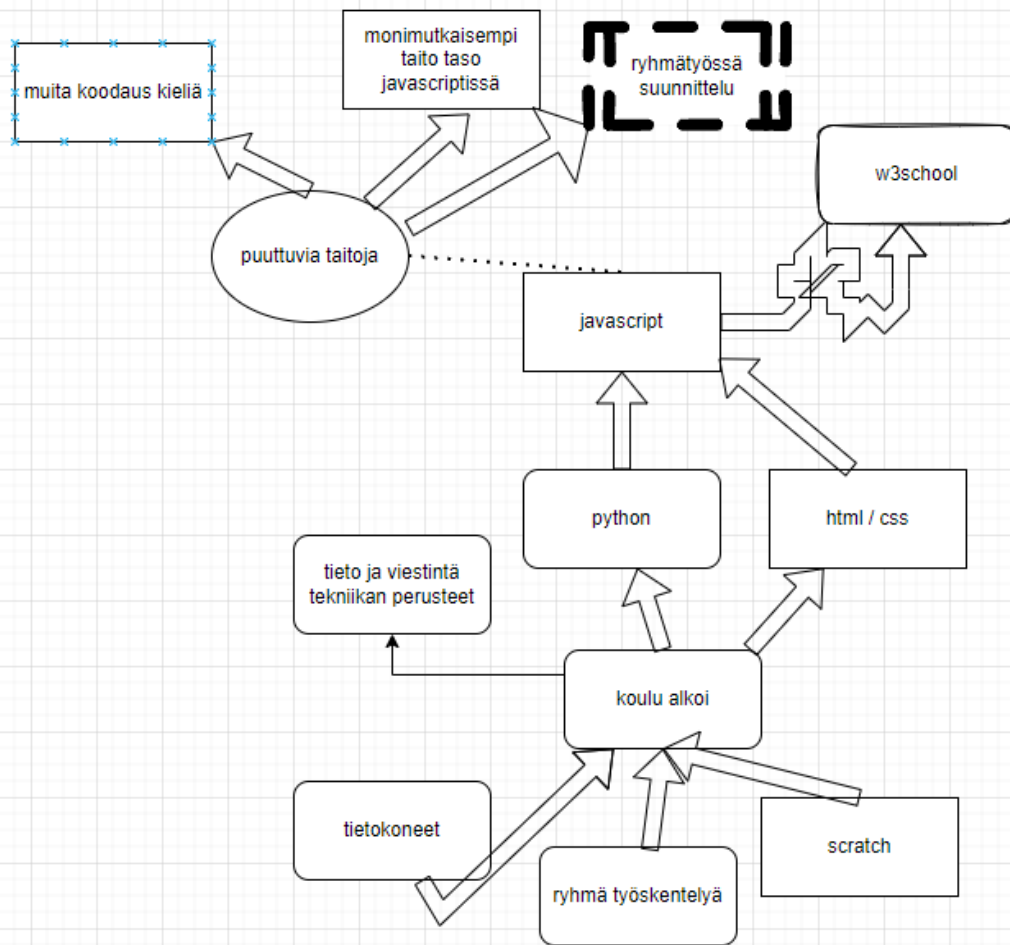 monimutkaisempi
taito taso
javascriptissä
ryhmätyössä
suunnittelu
muita koodaus kieliä
w3school
puuttuvia taitoja
javascript
python
html / css
tieto ja viestintä
tekniikan perusteet
koulu alkoi
tietokoneet
scratch
ryhmä työskentelyä